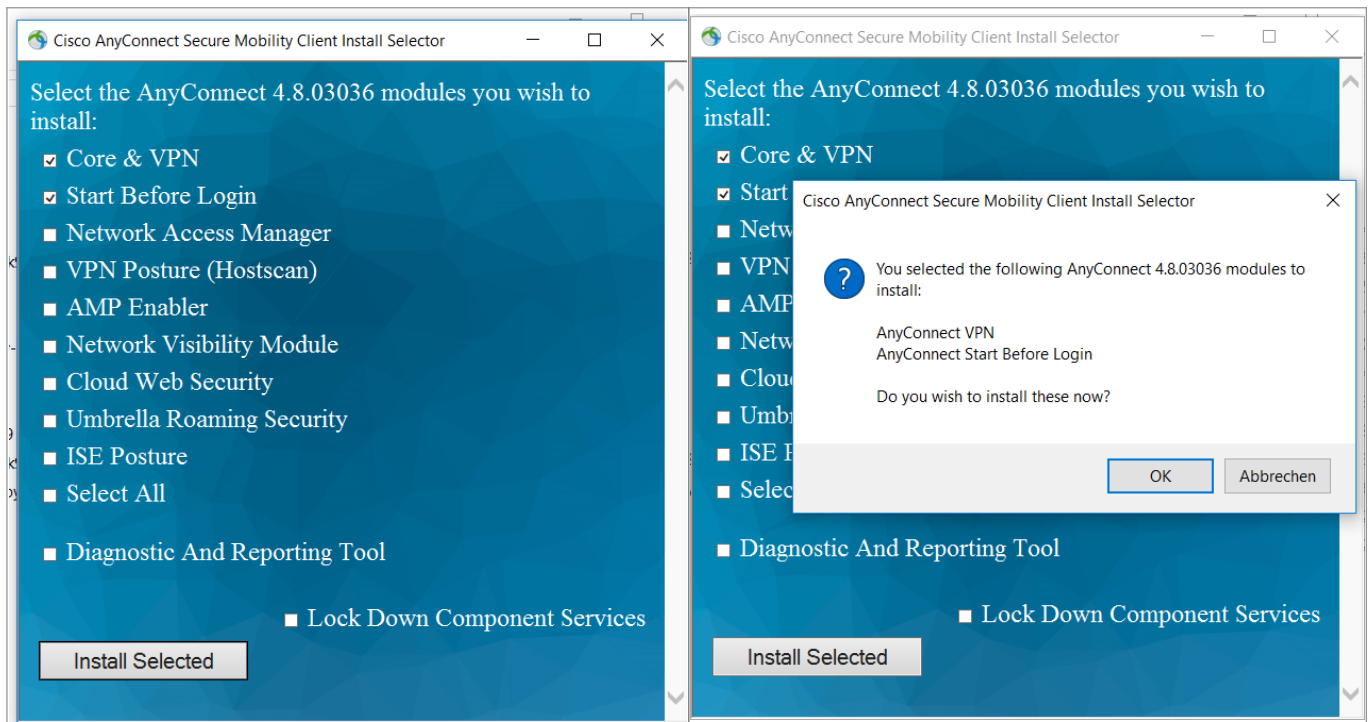 Cisco AnyConnect Secure Mobility Client Install Selector
Select the AnyConnect 4.8.03036 modules you wish to
install:
Core & VPN
Start Before Login
Network Access Manager
VPN Posture (Hostscan)
AMP Enabler
Network Visibility Module
Cloud Web Security
Umbrella Roaming Security
ISE Posture
Select All
Diagnostic And Reporting Tool
Lock Down Component Services
Install Selected
Cisco AnyConnect Secure Mobility Client Install Selector
Select the AnyConnect 4.8.03036 modules you wish to
install:
Core & VPN
Start
Netw
VPN
AMP
Netw
Clou
Umbr
ISE
Selec
Diagnostic And Reporting Tool
Lock Down Component Services
Install Selected
Cisco AnyConnect Secure Mobility Client Install Selector
You selected the following AnyConnect 4.8.03036 modules to
install:
AnyConnect VPN
AnyConnect Start Before Login
Do you wish to install these now?
OK
Abbrechen